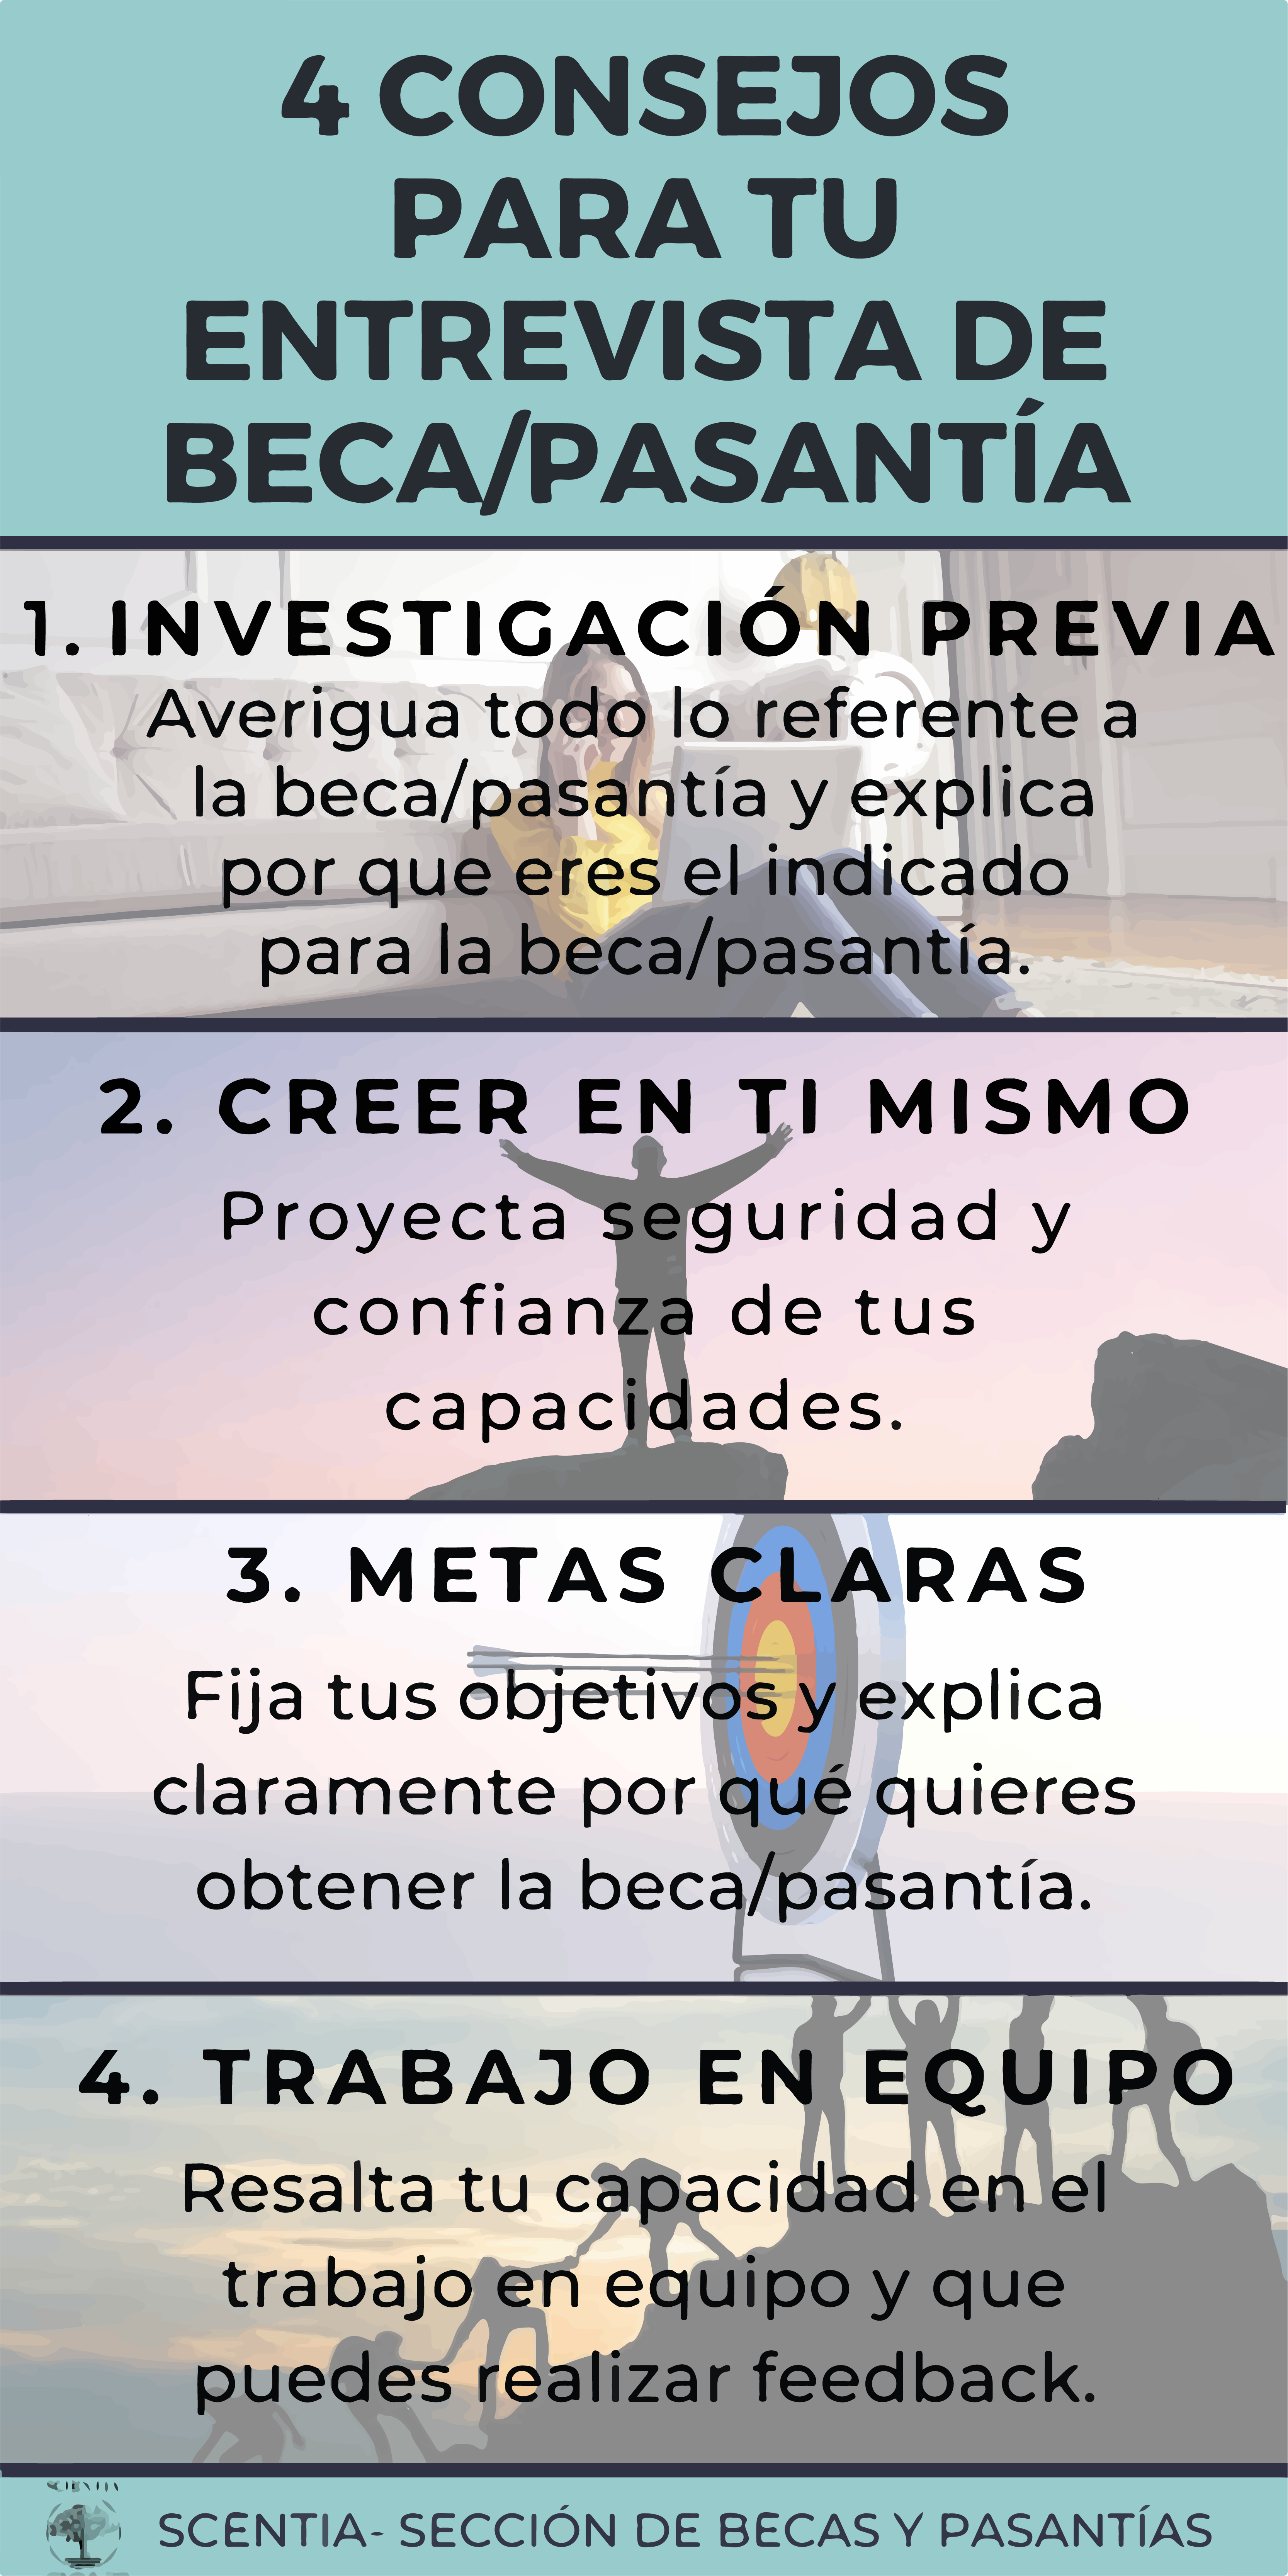 4 CONSEJOS
PARA TU
ENTREVISTA DE
BECA/PASANTÍA
1. INVESTIGACIÓN PREVIA
Averigua todo lo referente a
la beca/pasantía y explica
por que eres el indicado
para la beca/pasantía.
2. CREER EN TI MISMO
Proyecta seguridad y
confianza de tus
capacidades.
3. METAS CLARAS
Fija tus objetivos y explica
claramente por qué quieres
obtener la beca/pasantía.
4. TRABAJO EN EQUIPO
Resalta tu capacidad en el
trabajo en equipo y que
puedes realizar feedback.
SCENTIA- SECCIÓN DE BECAS Y PASANTÍAS